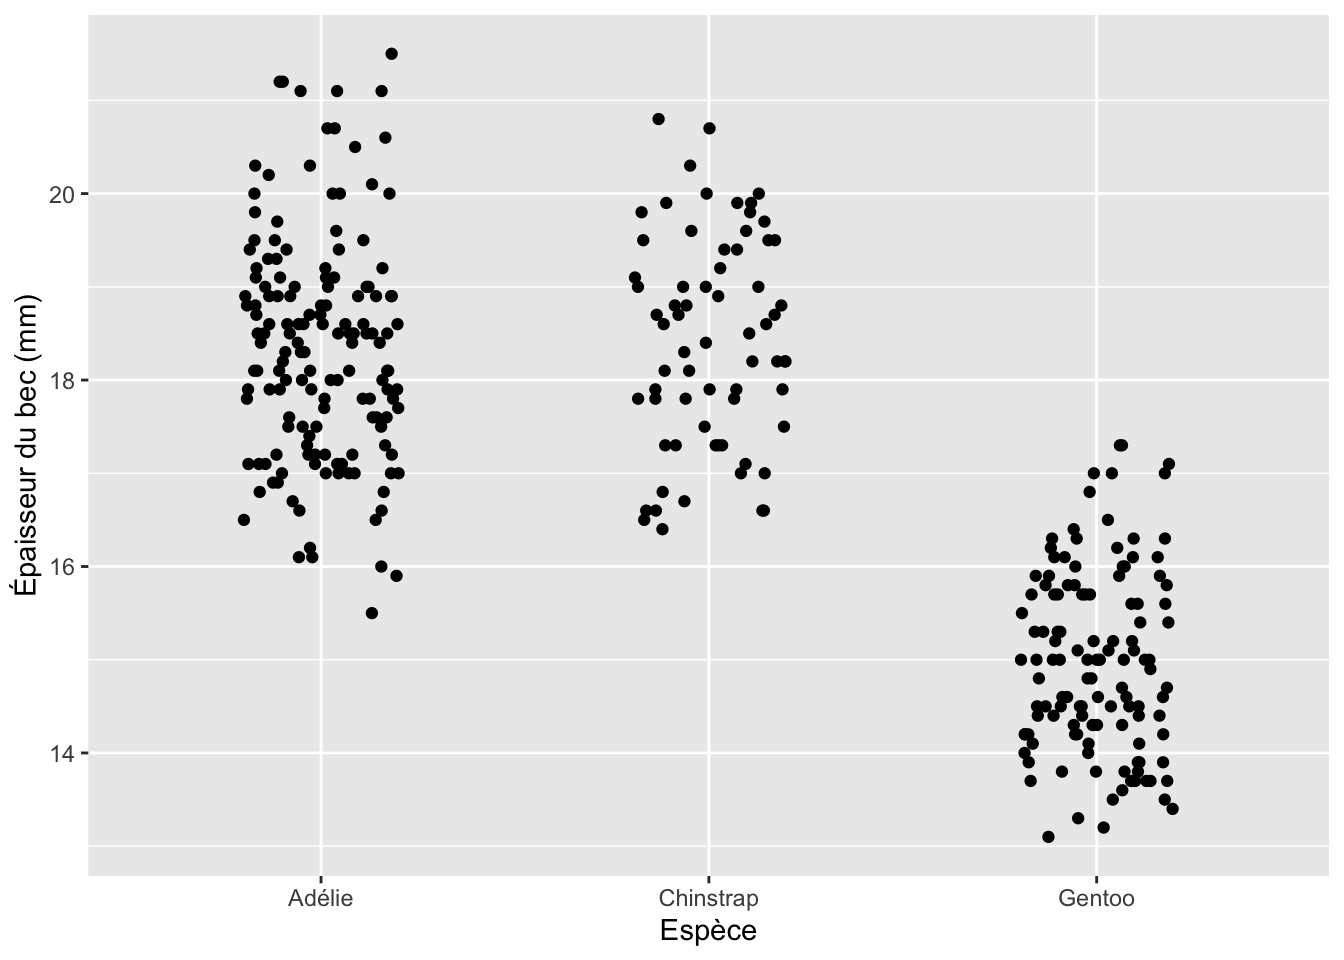 Épaisseur du bec (mm)
20
18
16
14
Adélie
Chinstrap
Gentoo
Espèce